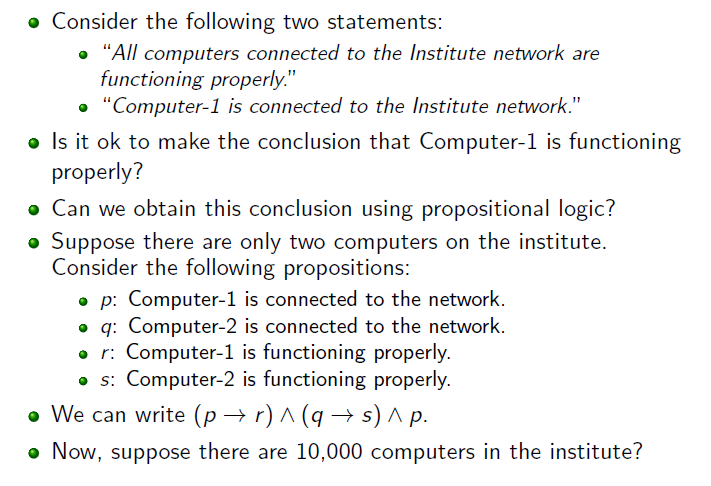 Consider the following two statements:
"All computers connected to the Institute network are
functioning properly."
"Computer-1 is connected to the Institute network."
Is it ok to make the conclusion that Computer-1 is functioning
properly?
Can we obtain this conclusion using propositional logic?
Suppose there are only two computers on the institute.
Consider the following propositions:
p: Computer-1 is connected to the network.
q: Computer-2 is connected to the network.
r: Computer-1 is functioning properly.
s: Computer-2 is functioning properly.
We can write (p → r) ∧ (q → s) ∧ p.
Now, suppose there are 10,000 computers in the institute?